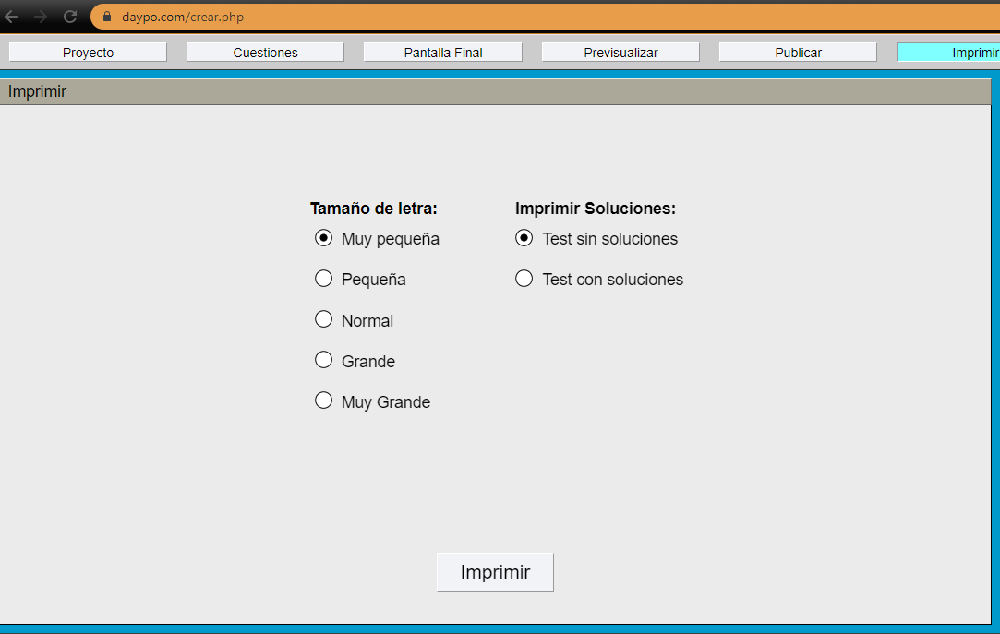 daypo.com/crear.php
Proyecto Cuestiones Pantalla Final Previsualizar Publicar Imprimir
Imprimir
Tamaño de letra: Imprimir Soluciones:
Muy pequeña Test sin soluciones
Pequeña Test con soluciones
Normal
Grande
Muy Grande
Imprimir